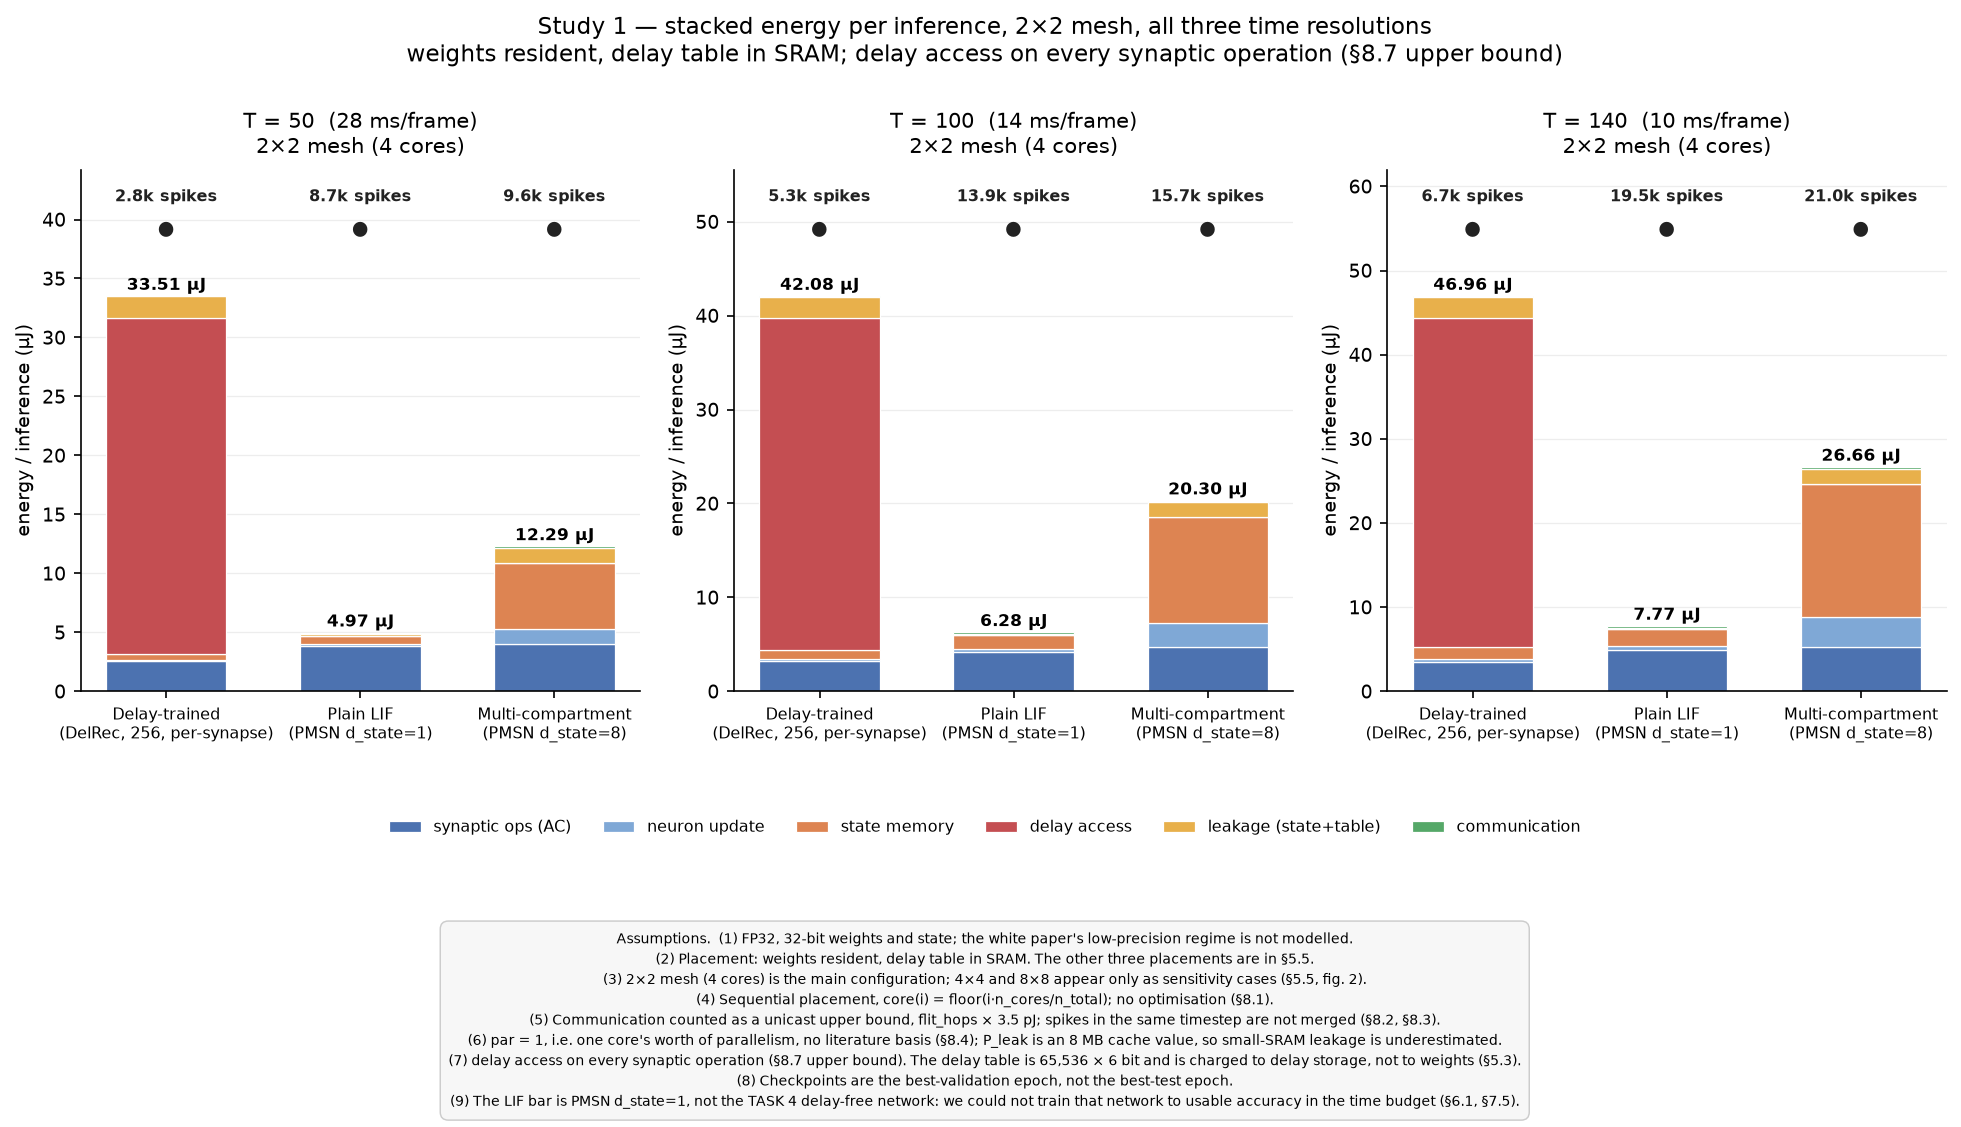 Study 1 — stacked energy per inference, 2×2 mesh, all three time resolutions
weights resident, delay table in SRAM; delay access on every synaptic operation (§8.7 upper bound)
T = 50  (28 ms/frame)
2×2 mesh (4 cores)
energy / inference (µJ)
40
35
30
25
20
15
10
5
0
2.8k spikes
8.7k spikes
9.6k spikes
33.51 µJ
4.97 µJ
12.29 µJ
Delay-trained
(DelRec, 256, per-synapse)
Plain LIF
(PMSN d_state=1)
Multi-compartment
(PMSN d_state=8)
T = 100  (14 ms/frame)
2×2 mesh (4 cores)
energy / inference (µJ)
50
40
30
20
10
0
5.3k spikes
13.9k spikes
15.7k spikes
42.08 µJ
6.28 µJ
20.30 µJ
Delay-trained
(DelRec, 256, per-synapse)
Plain LIF
(PMSN d_state=1)
Multi-compartment
(PMSN d_state=8)
T = 140  (10 ms/frame)
2×2 mesh (4 cores)
energy / inference (µJ)
60
50
40
30
20
10
0
6.7k spikes
19.5k spikes
21.0k spikes
46.96 µJ
7.77 µJ
26.66 µJ
Delay-trained
(DelRec, 256, per-synapse)
Plain LIF
(PMSN d_state=1)
Multi-compartment
(PMSN d_state=8)
synaptic ops (AC)
neuron update
state memory
delay access
leakage (state+table)
communication
Assumptions.  (1) FP32, 32-bit weights and state; the white paper's low-precision regime is not modelled.
(2) Placement: weights resident, delay table in SRAM. The other three placements are in §5.5.
(3) 2×2 mesh (4 cores) is the main configuration; 4×4 and 8×8 appear only as sensitivity cases (§5.5, fig. 2).
(4) Sequential placement, core(i) = floor(i·n_cores/n_total); no optimisation (§8.1).
(5) Communication counted as a unicast upper bound, flit_hops × 3.5 pJ; spikes in the same timestep are not merged (§8.2, §8.3).
(6) par = 1, i.e. one core's worth of parallelism, no literature basis (§8.4); P_leak is an 8 MB cache value, so small-SRAM leakage is underestimated.
(7) delay access on every synaptic operation (§8.7 upper bound). The delay table is 65,536 × 6 bit and is charged to delay storage, not to weights (§5.3).
(8) Checkpoints are the best-validation epoch, not the best-test epoch.
(9) The LIF bar is PMSN d_state=1, not the TASK 4 delay-free network: we could not train that network to usable accuracy in the time budget (§6.1, §7.5).